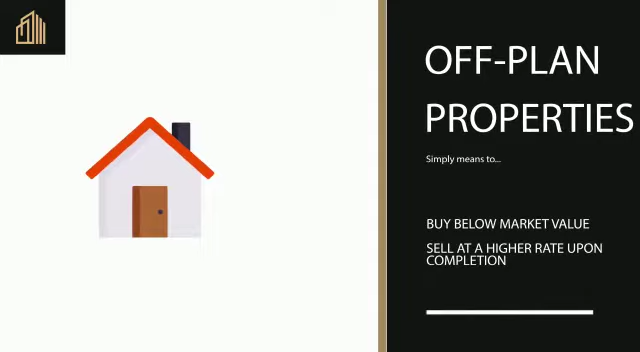 OFF-PLAN
PROPERTIES
Simply means to...
BUY BELOW MARKET VALUE
SELL AT A HIGHER RATE UPON
COMPLETION